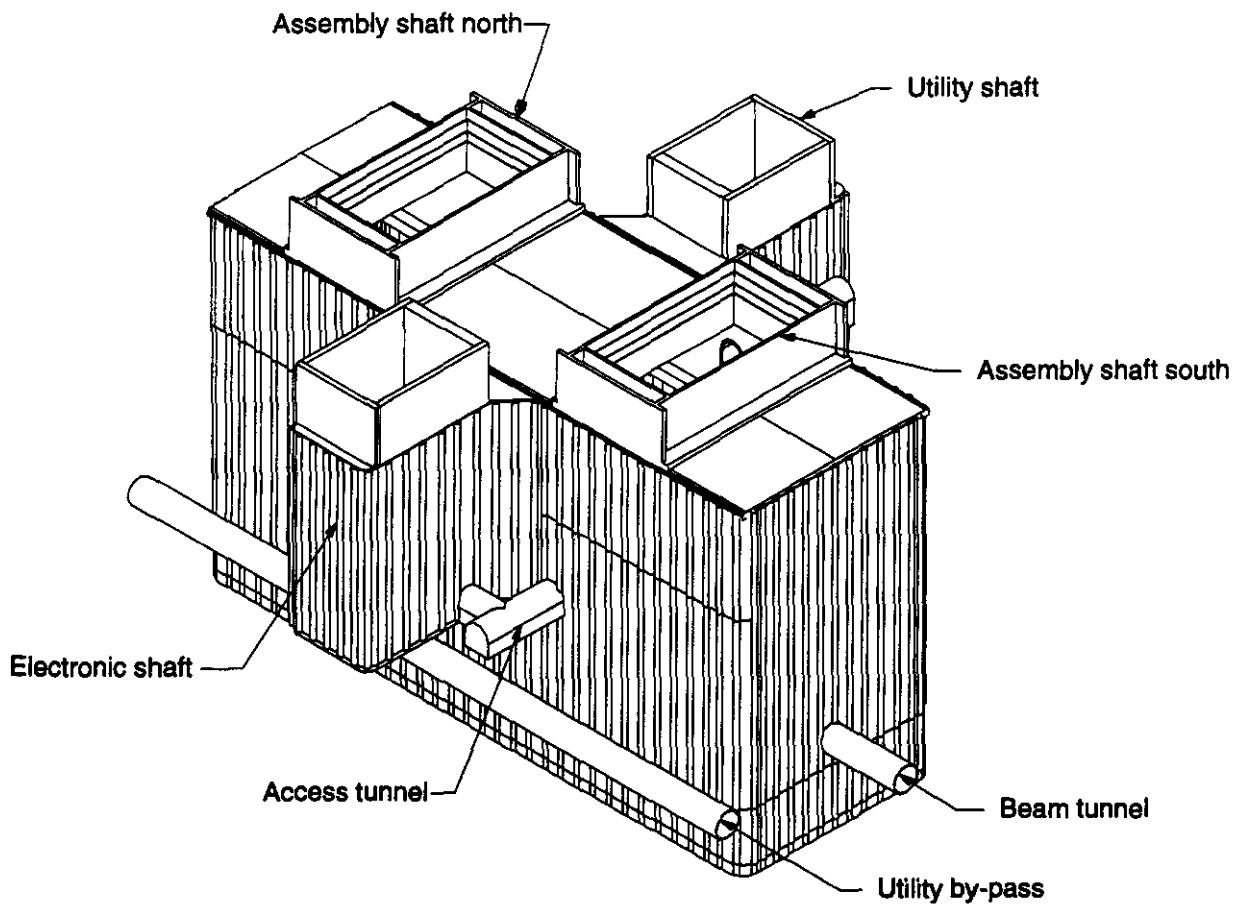 Assembly shaft north
Utility shaft
Assembly shaft south
Electronic shaft
Access tunnel
Beam tunnel
Utility by-pass